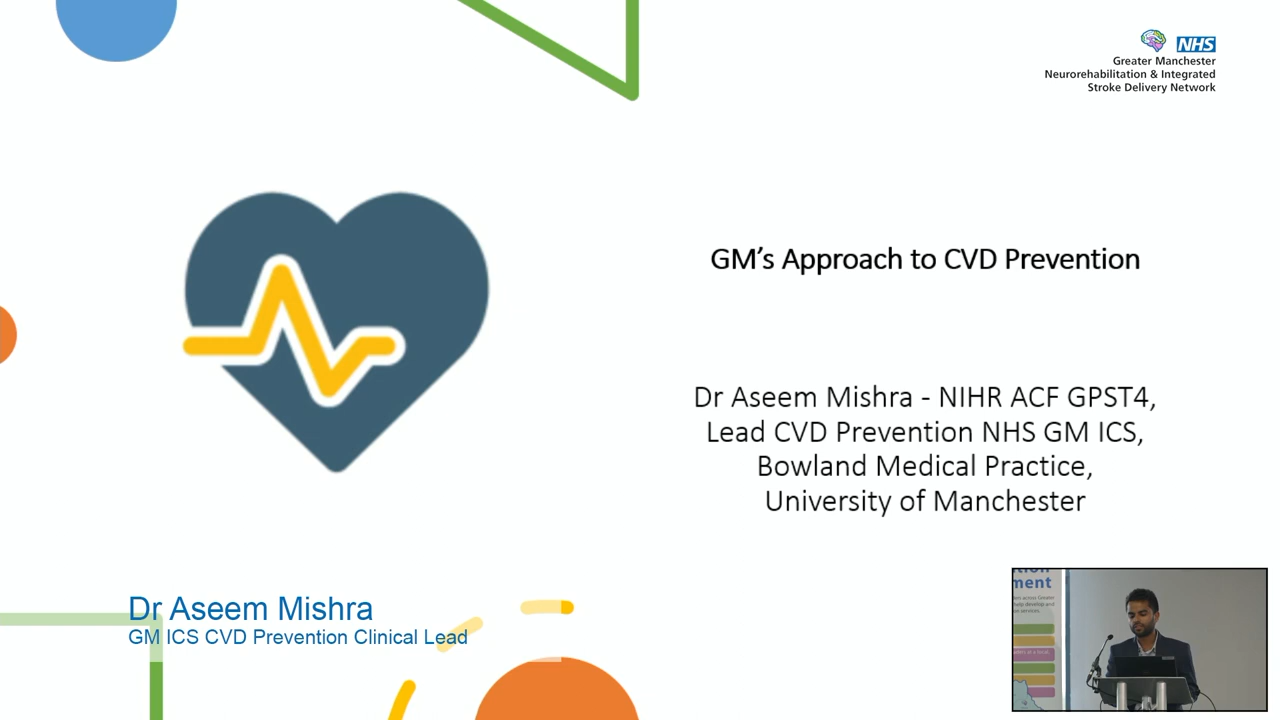 NHS
Greater Manchester
Neurorehabilitation & Integrated
Stroke Delivery Network
GM's Approach to CVD Prevention
Dr Aseem Mishra - NIHR ACF GPST4,
Lead CVD Prevention NHS GM ICS,
Bowland Medical Practice,
University of Manchester
Dr Aseem Mishra
GM ICS CVD Prevention Clinical Lead